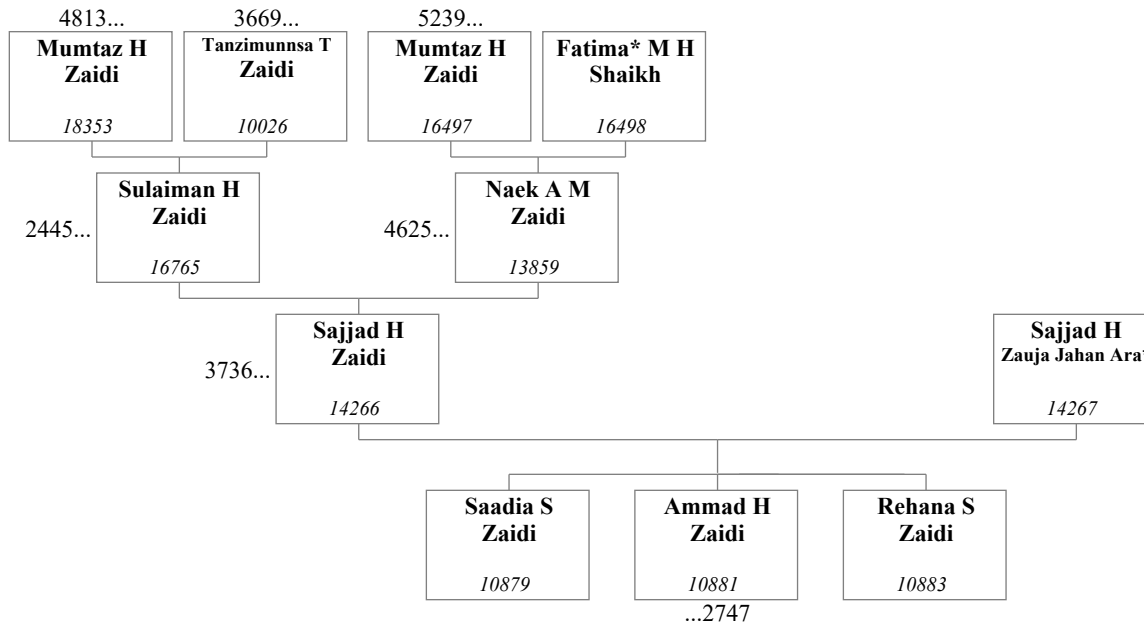 4813...
3669...
5239...
Mumtaz H
Zaidi
18353
Tanzimunnsa T
Zaidi
10026
Mumtaz H
Zaidi
16497
Fatima* M H
Shaikh
16498
2445...
Sulaiman H
Zaidi
16765
4625...
Naek A M
Zaidi
13859
3736...
Sajjad H
Zaidi
14266
Sajjad H
Zauja Jahan Ara*
14267
Saadia S
Zaidi
10879
Ammad H
Zaidi
10881
Rehana S
Zaidi
10883
...2747